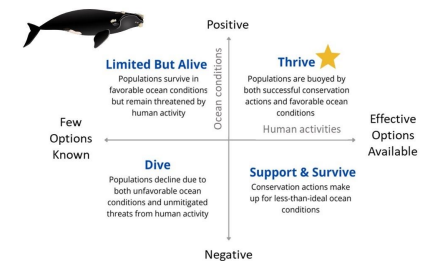 Positive
Limited But Alive
Populations survive in
favorable ocean conditions
but remain threatened by
human activity
Ocean conditions
Thrive
Populations are buoyed by
both successful conservation
actions and favorable ocean
conditions
Few
Options
Known
Human activities
Effective
Options
Available
Dive
Populations decline due to
both unfavorable ocean
conditions and unmitigated
threats from human activity
Support & Survive
Conservation actions make
up for less-than-ideal ocean
conditions
Negative